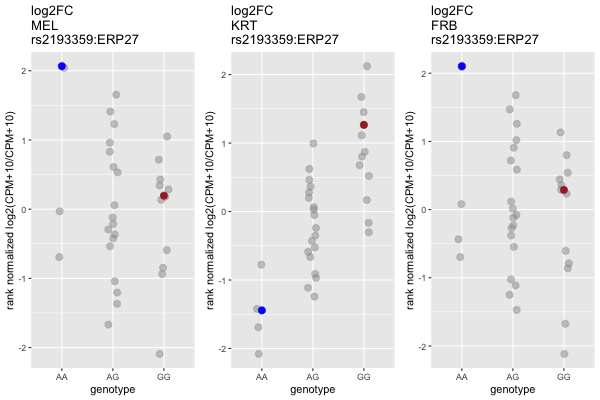 log2FC
MEL
rs2193359:ERP27
rank normalized log2(CPM+10/CPM+10)
2
1
0
-1
-2
AA
AG
GG
genotype
log2FC
KRT
rs2193359:ERP27
rank normalized log2(CPM+10/CPM+10)
2
1
0
-1
-2
AA
AG
GG
genotype
log2FC
FRB
rs2193359:ERP27
rank normalized log2(CPM+10/CPM+10)
2
1
0
-1
-2
AA
AG
GG
genotype